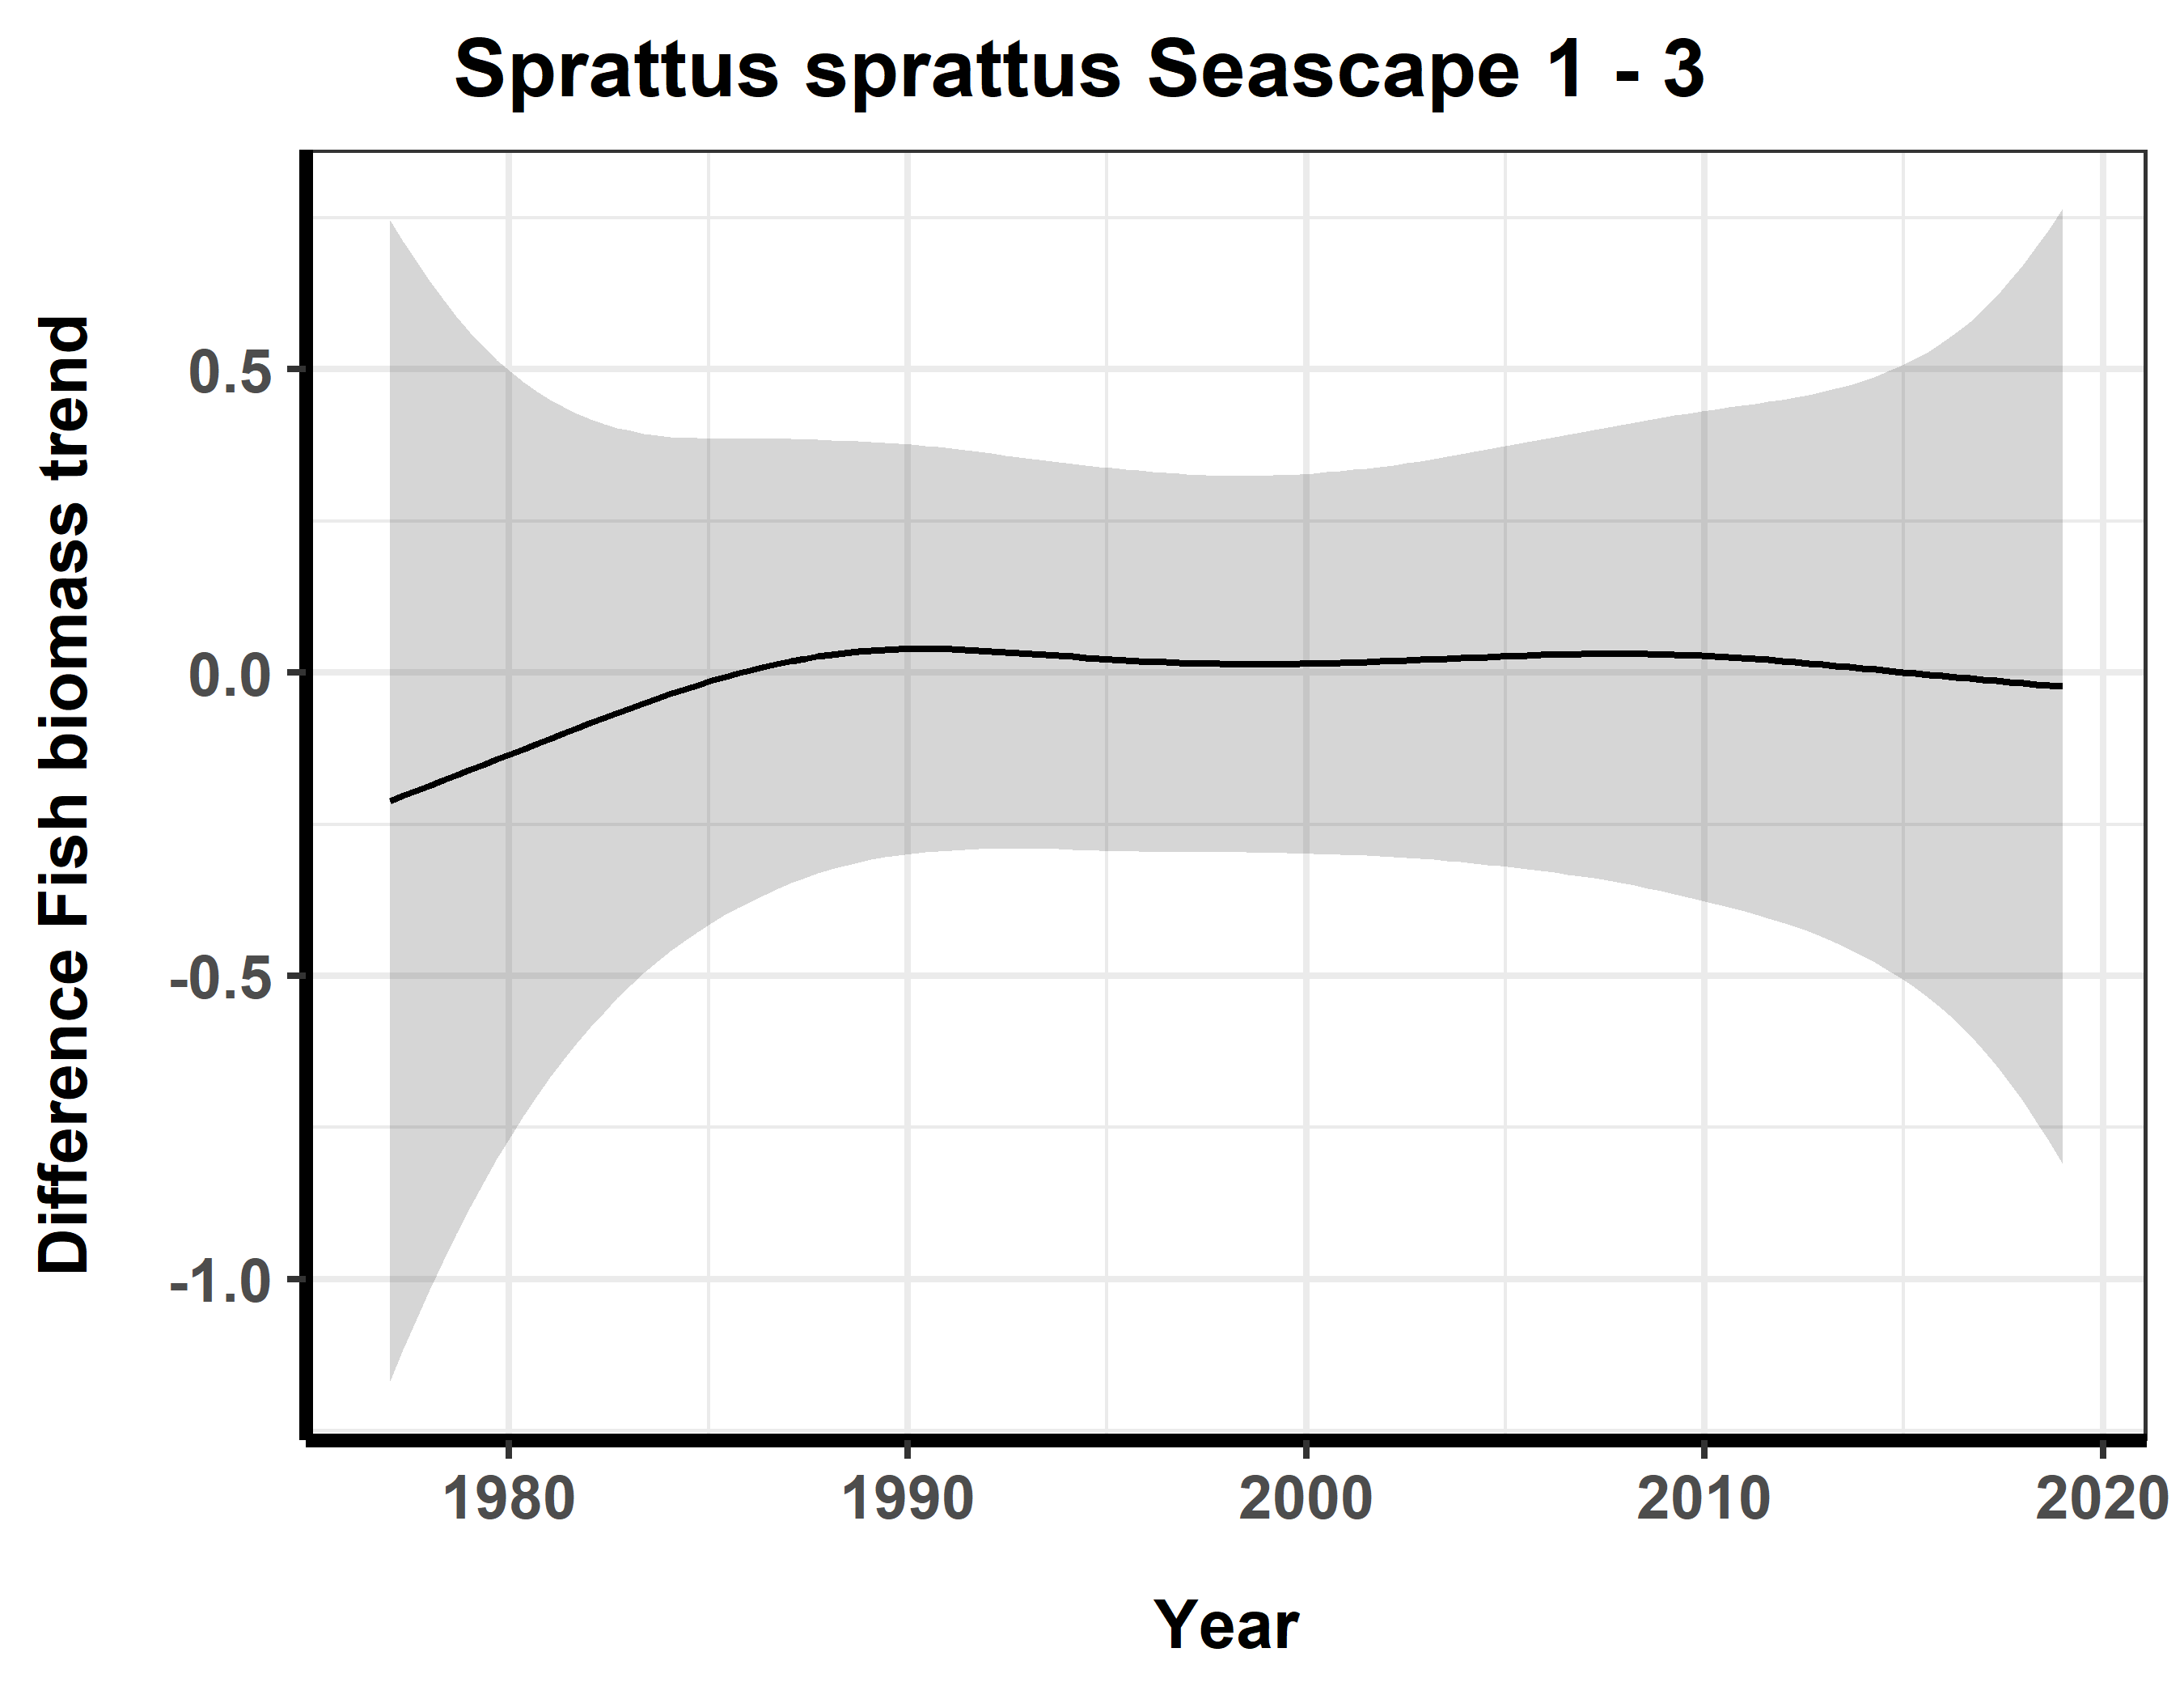 Sprattus sprattus Seascape 1 - 3
Difference Fish biomass trend
0.5
0.0
-0.5
-1.0
1980 1990 2000 2010 2020
Year